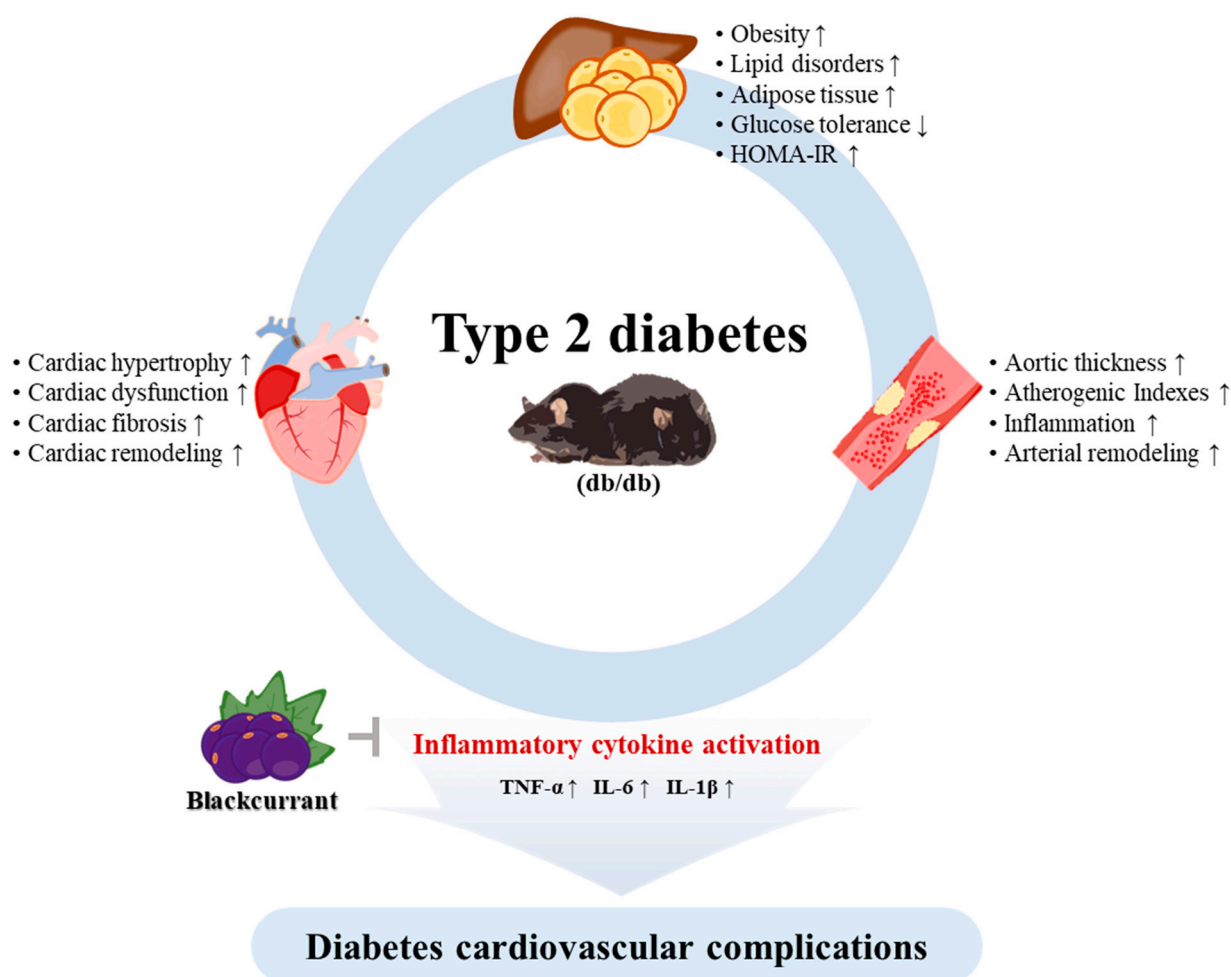 • Obesity ↑
• Lipid disorders ↑
• Adipose tissue ↑
• Glucose tolerance ↓
• HOMA-IR ↑
Type 2 diabetes
(db/db)
• Cardiac hypertrophy ↑
• Cardiac dysfunction ↑
• Cardiac fibrosis ↑
• Cardiac remodeling ↑
• Aortic thickness ↑
• Atherogenic Indexes ↑
• Inflammation ↑
• Arterial remodeling ↑
Blackcurrant
Inflammatory cytokine activation
TNF-α ↑ IL-6 ↑ IL-1β ↑
Diabetes cardiovascular complications